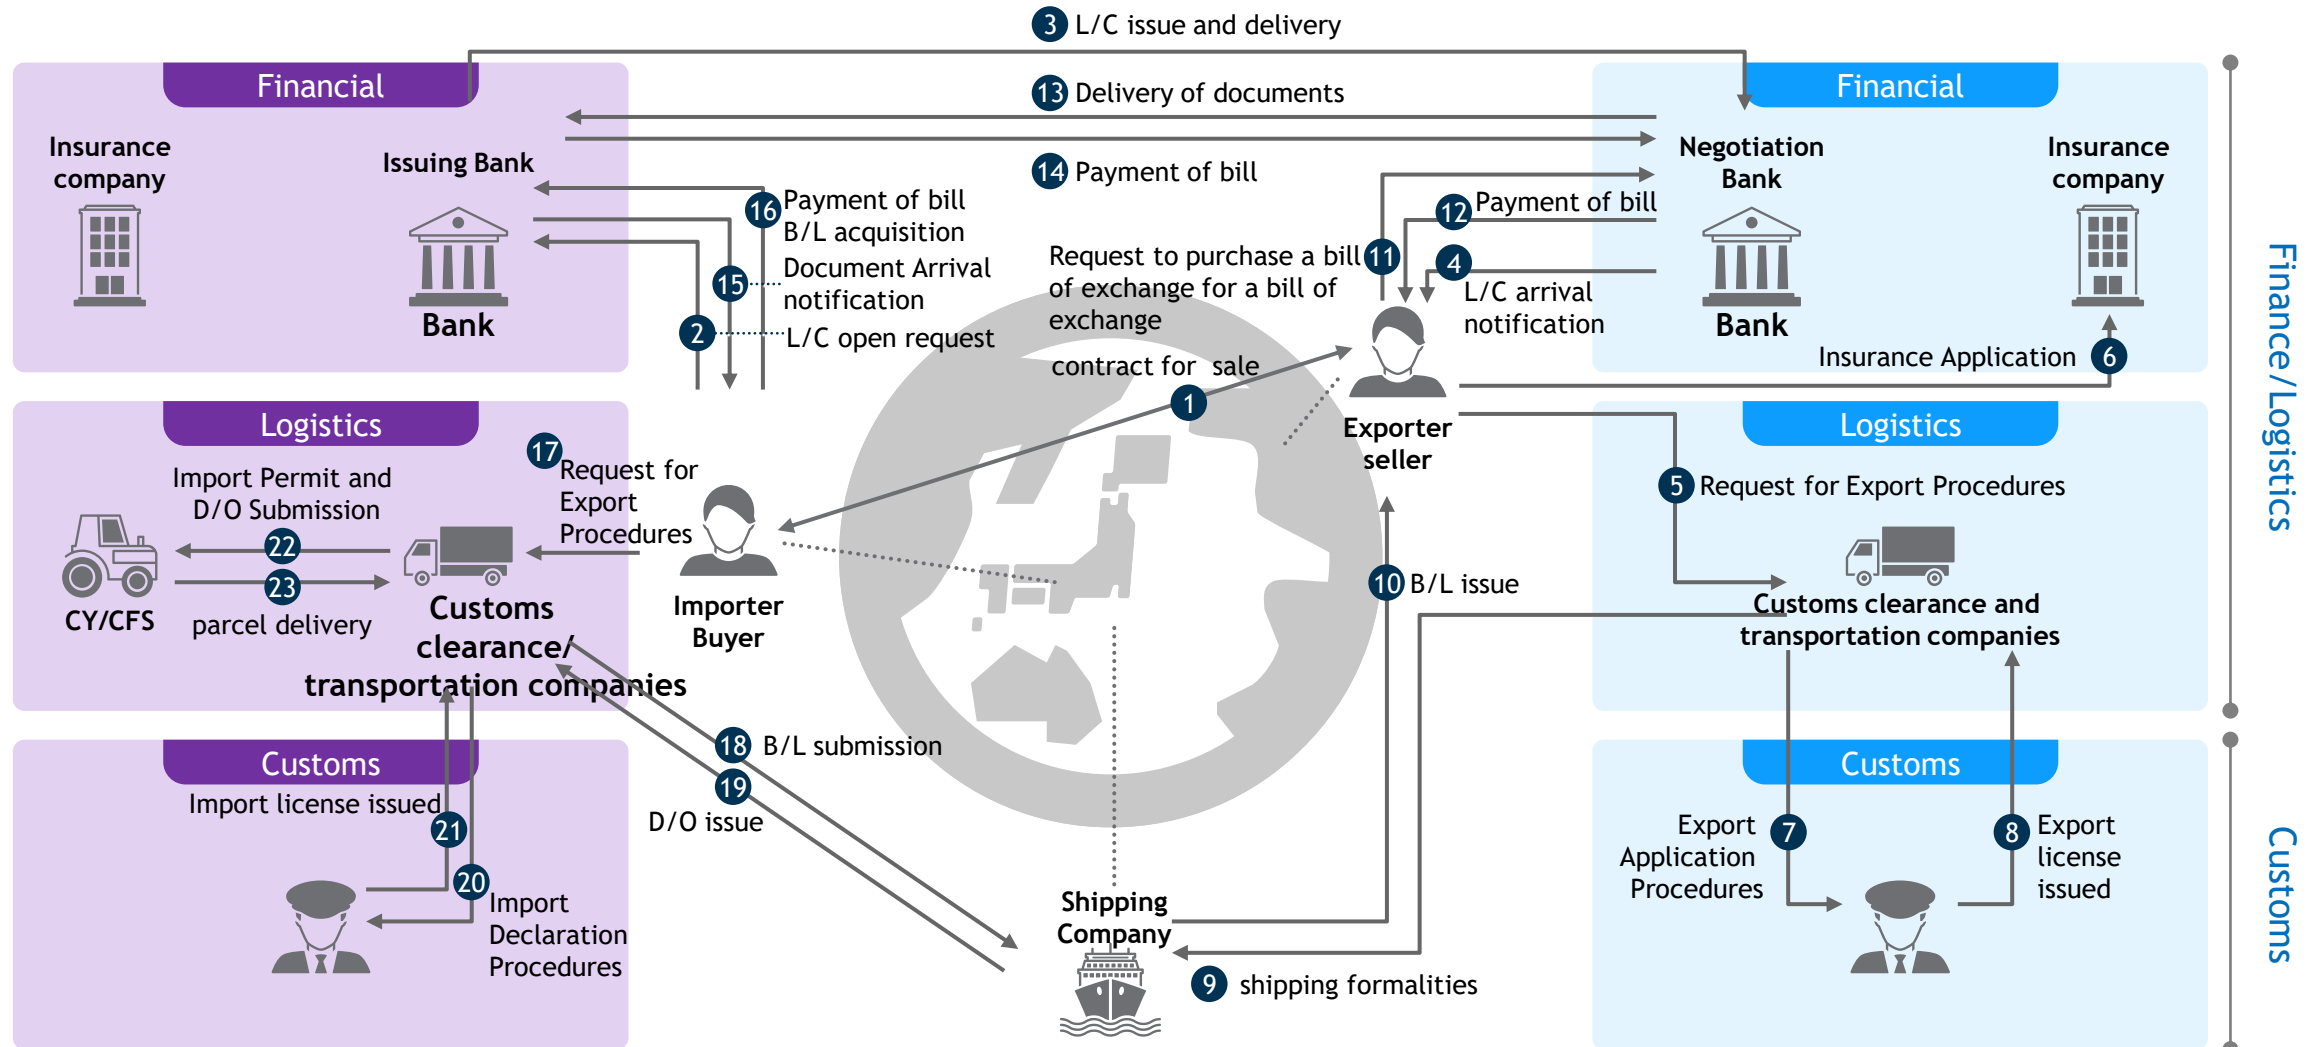 3 L/C issue and delivery
Financial
13 Delivery of documents
Financial
Insurance
company
Issuing Bank
14 Payment of bill
Negotiation
Bank
Insurance
company
16 Payment of bill
B/L acquisition
12 Payment of bill
15 Document Arrival
notification
Request to purchase a bill 11
of exchange for a bill of
exchange
4
L/C arrival
notification
Bank
2 L/C open request
Bank
contract for sale
1
Insurance Application 6
Finance/Logistics
Logistics
Exporter
seller
Logistics
17
Request for
Export
Procedures
Import Permit and
D/O Submission
22
23
CY/CFS
parcel delivery
Customs
clearance/
transportation companies
Importer
Buyer
10 B/L issue
5 Request for Export Procedures
Customs clearance and
transportation companies
18 B/L submission
19
D/O issue
Customs
Import license issued
21
20
Import
Declaration
Procedures
Shipping
Company
9 shipping formalities
Customs
Export
Application
Procedures
7
8 Export
license
issued
Customs